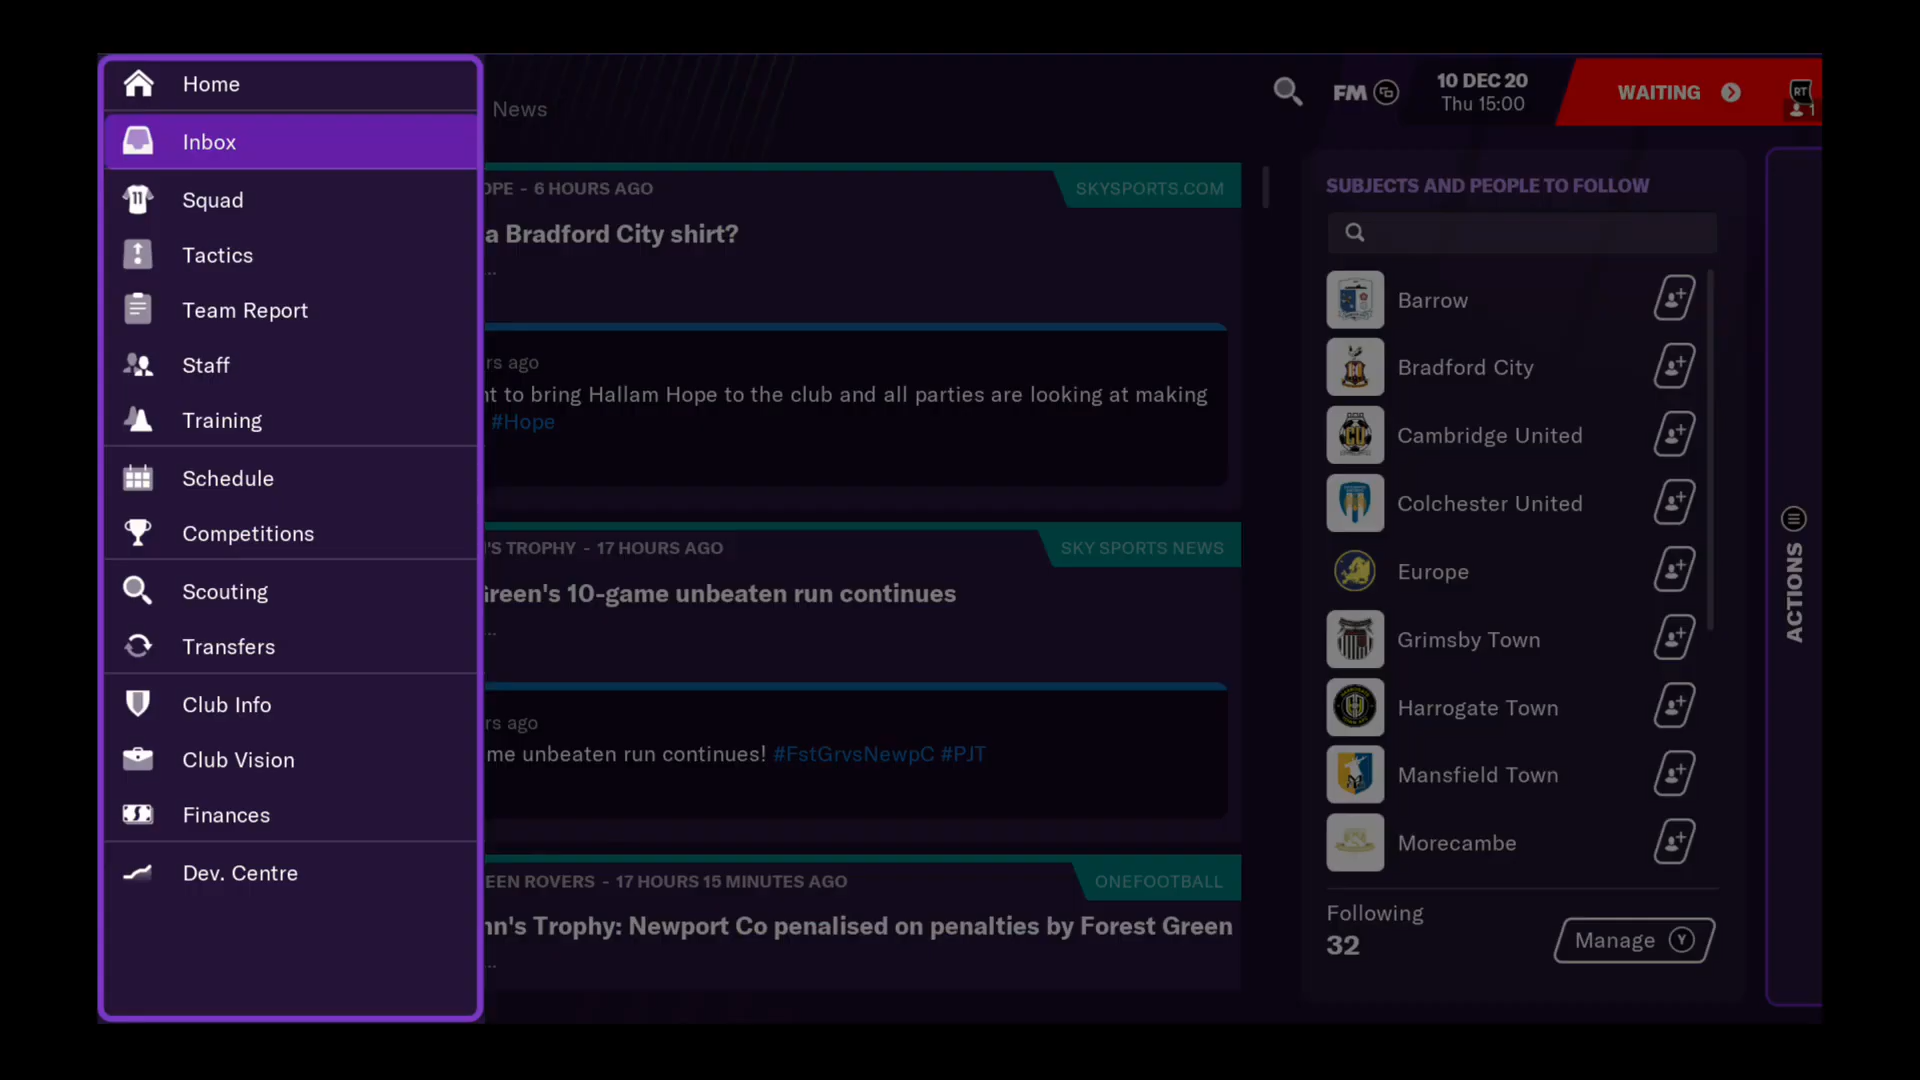 Home
Inbox
Squad
Tactics
Team Report
Staff
Training
Schedule
Competitions
Scouting
Transfers
Club Info
Club Vision
Finances
Dev. Centre
News
FM
10 DEC 20
Thu 15:00
WAITING
RT
1
OPE - 6 HOURS AGO
SKYSPORTS.COM
a Bradford City shirt?
...
rs ago
nt to bring Hallam Hope to the club and all parties are looking at making
#Hope
'S TROPHY - 17 HOURS AGO
SKY SPORTS NEWS
Green's 10-game unbeaten run continues
...
rs ago
me unbeaten run continues! #FstGrvsNewpC #PJT
EEN ROVERS - 17 HOURS 15 MINUTES AGO
ONEFOOTBALL
nn's Trophy: Newport Co penalised on penalties by Forest Green
...
SUBJECTS AND PEOPLE TO FOLLOW
Barrow
Bradford City
Cambridge United
Colchester United
Europe
Grimsby Town
Harrogate Town
Mansfield Town
Morecambe
Following
32
Manage Y
ACTIONS